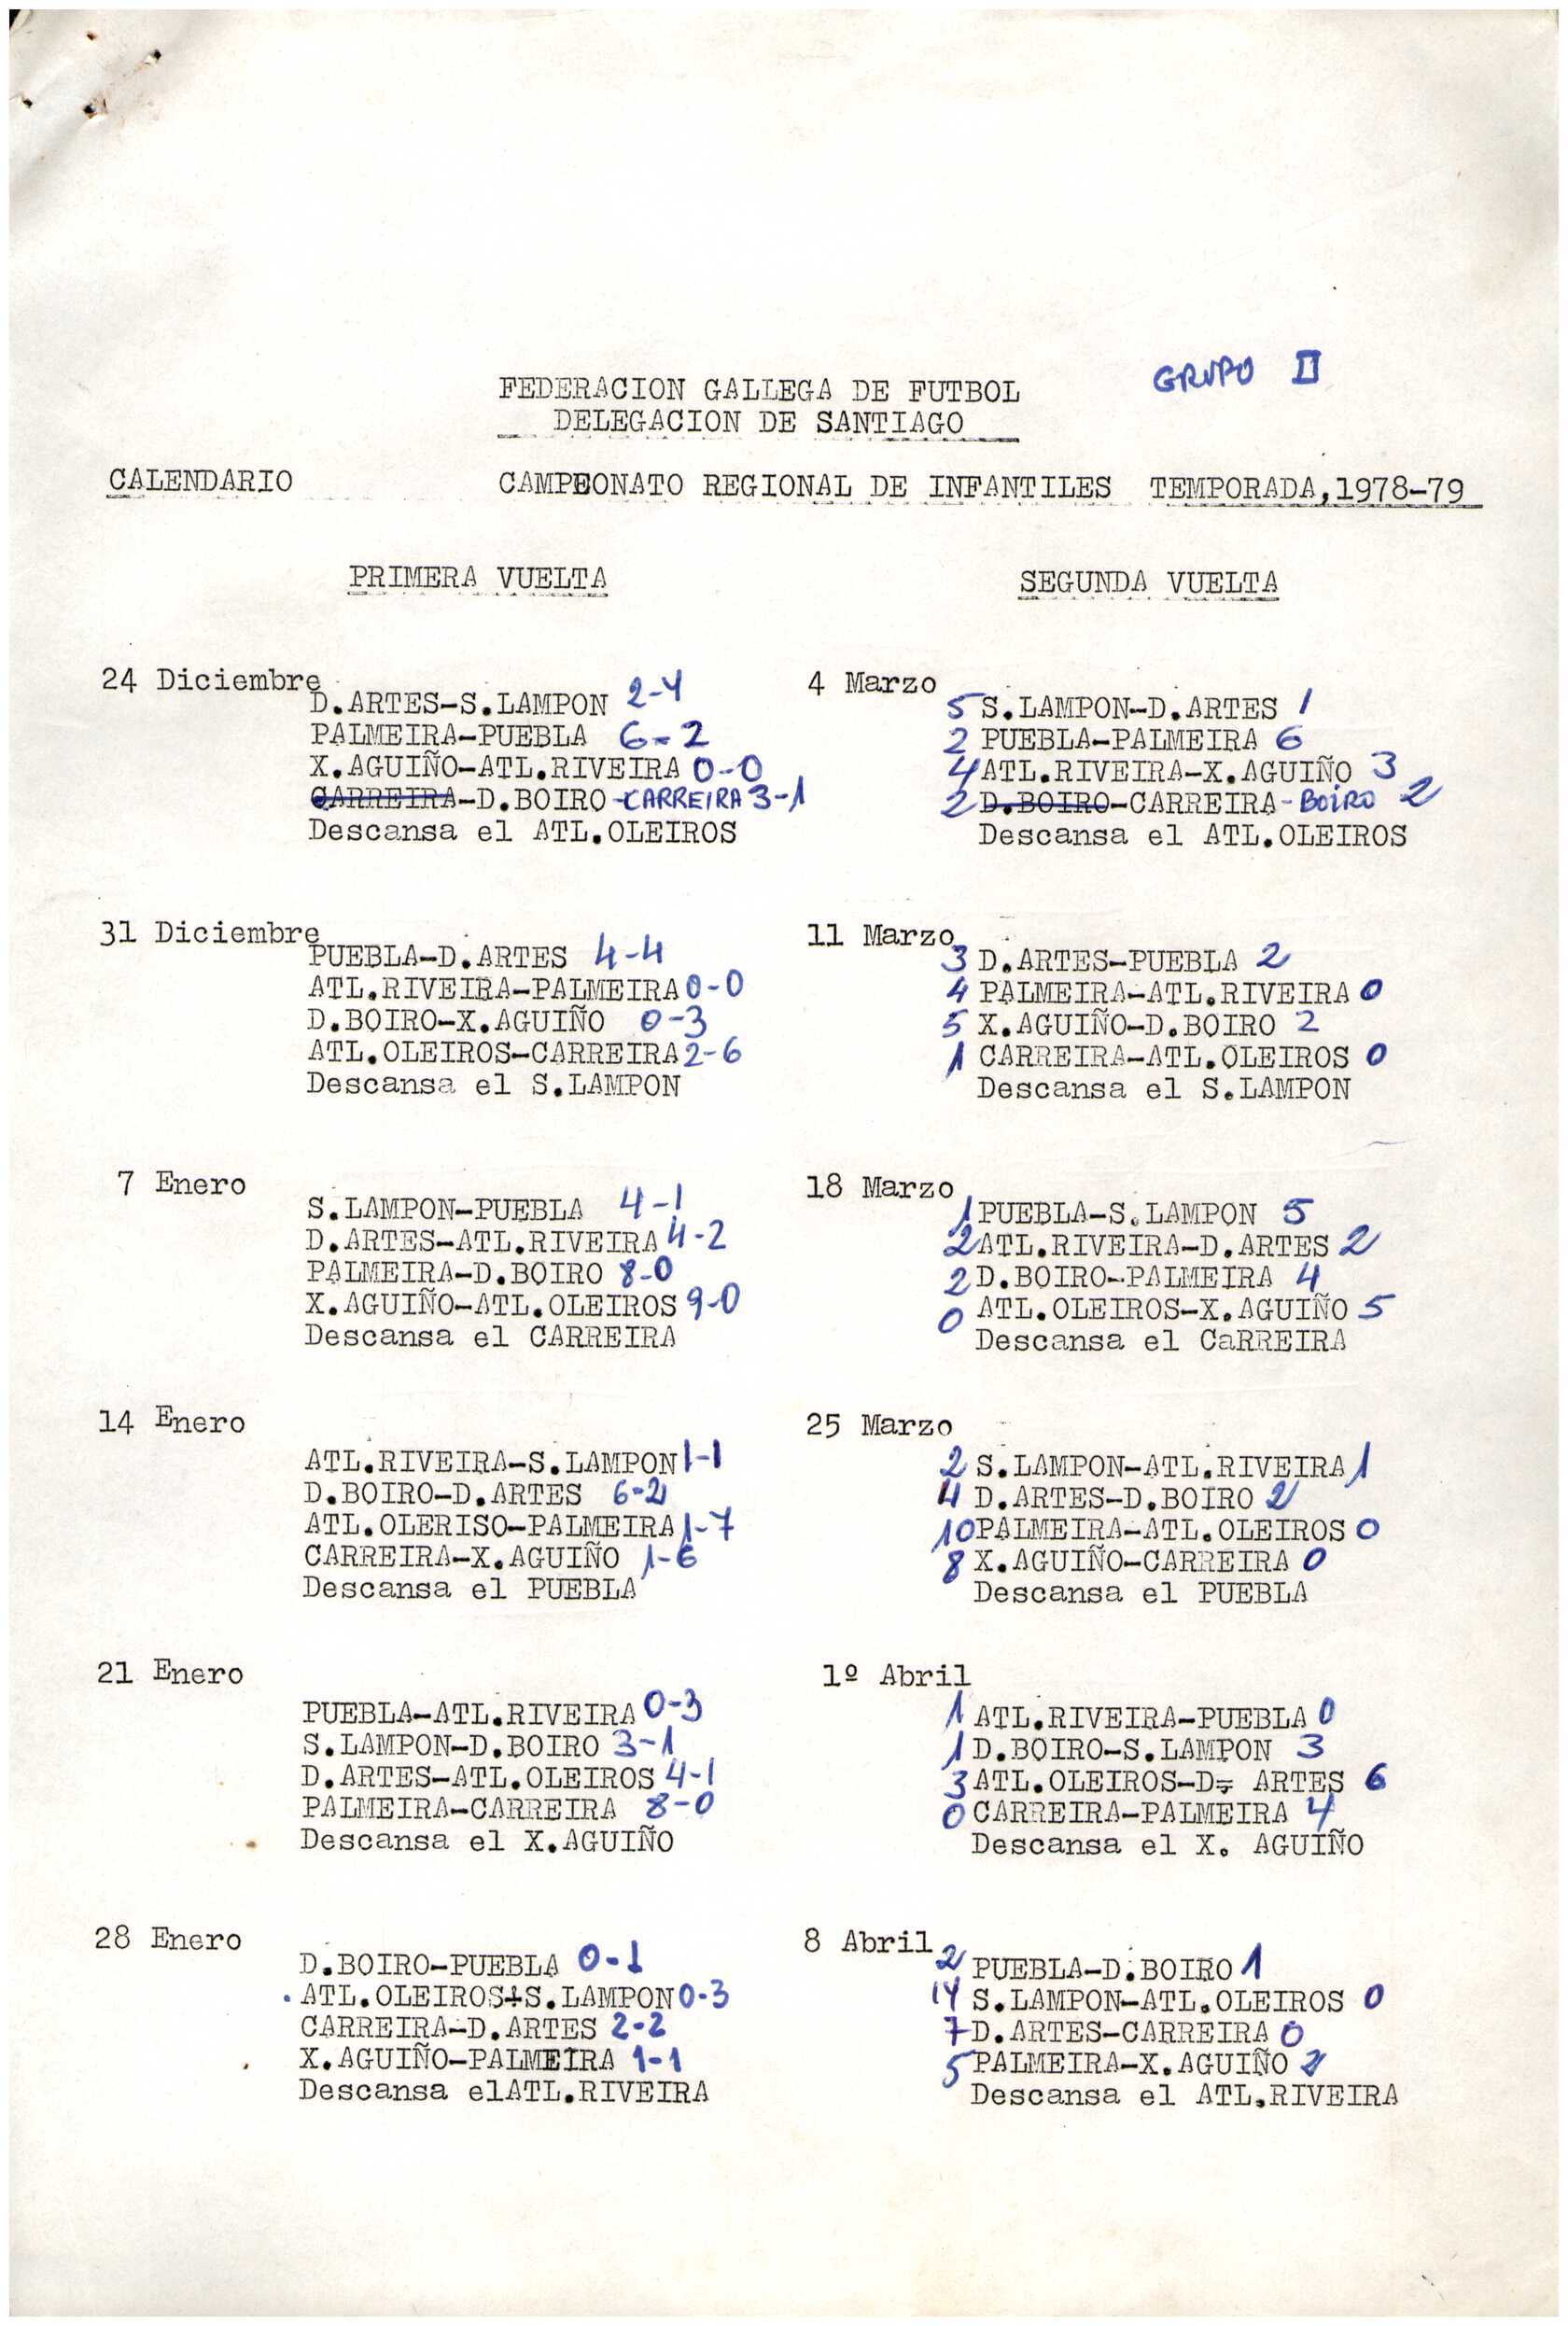 GRUPO II
FEDERACION GALLEGA DE FUTBOL
DELEGACION DE SANTIAGO
CALENDARIO CAMPEONATO REGIONAL DE INFANTILES TEMPORADA,1978-79
PRIMERA VUELTA
24 Diciembre
D.ARTES-S.LAMPON 2-4
PALMEIRA-PUEBLA 6-2
X.AGUIÑO-ATL.RIVEIRA 0-0
CARREIRA-D.BOIRO-CARREIRA 3-1
Descansa el ATL.OLEIROS
31 Diciembre
PUEBLA-D.ARTES 4-4
ATL.RIVEIRA-PALMEIRA 0-0
D.BOIRO-X.AGUIÑO 0-3
ATL.OLEIROS-CARREIRA 2-6
Descansa el S.LAMPON
7 Enero
S.LAMPON-PUEBLA 4-1
D.ARTES-ATL.RIVEIRA 4-2
PALMEIRA-D.BOIRO 8-0
X.AGUIÑO-ATL.OLEIROS 9-0
Descansa el CARREIRA
14 Enero
ATL.RIVEIRA-S.LAMPON 1-1
D.BOIRO-D.ARTES 6-2
ATL.OLERISO-PALMEIRA 1-7
CARREIRA-X.AGUIÑO 1-6
Descansa el PUEBLA
21 Enero
PUEBLA-ATL.RIVEIRA 0-3
S.LAMPON-D.BOIRO 3-1
D.ARTES-ATL.OLEIROS 4-1
PALMEIRA-CARREIRA 8-0
Descansa el X.AGUIÑO
28 Enero
D.BOIRO-PUEBLA 0-1
ATL.OLEIROS-S.LAMPON 0-3
CARREIRA-D.ARTES 2-2
X.AGUIÑO-PALMEIRA 1-1
Descansa elATL.RIVEIRA
SEGUNDA VUELTA
4 Marzo
5 S.LAMPON-D.ARTES 1
2 PUEBLA-PALMEIRA 6
4 ATL.RIVEIRA-X.AGUIÑO 3
2 D.BOIRO-CARREIRA-BOIRO 2
Descansa el ATL.OLEIROS
11 Marzo
3 D.ARTES-PUEBLA 2
4 PALMEIRA-ATL.RIVEIRA 0
5 X.AGUIÑO-D.BOIRO 2
1 CARREIRA-ATL.OLEIROS 0
Descansa el S.LAMPON
18 Marzo
1 PUEBLA-S.LAMPON 5
2 ATL.RIVEIRA-D.ARTES 2
2 D.BOIRO-PALMEIRA 4
0 ATL.OLEIROS-X.AGUIÑO 5
Descansa el CaRREIRA
25 Marzo
2 S.LAMPON-ATL.RIVEIRA 1
4 D.ARTES-D.BOIRO 2
10 PALMEIRA-ATL.OLEIROS 0
8 X.AGUIÑO-CARREIRA 0
Descansa el PUEBLA
1º Abril
1 ATL.RIVEIRA-PUEBLA 0
1 D.BOIRO-S.LAMPON 3
3 ATL.OLEIROS-D. ARTES 6
0 CARREIRA-PALMEIRA 4
Descansa el X. AGUIÑO
8 Abril
2 PUEBLA-D.BOIRO 1
14 S.LAMPON-ATL.OLEIROS 0
7 D.ARTES-CARREIRA 0
5 PALMEIRA-X.AGUIÑO 2
Descansa el ATL.RIVEIRA